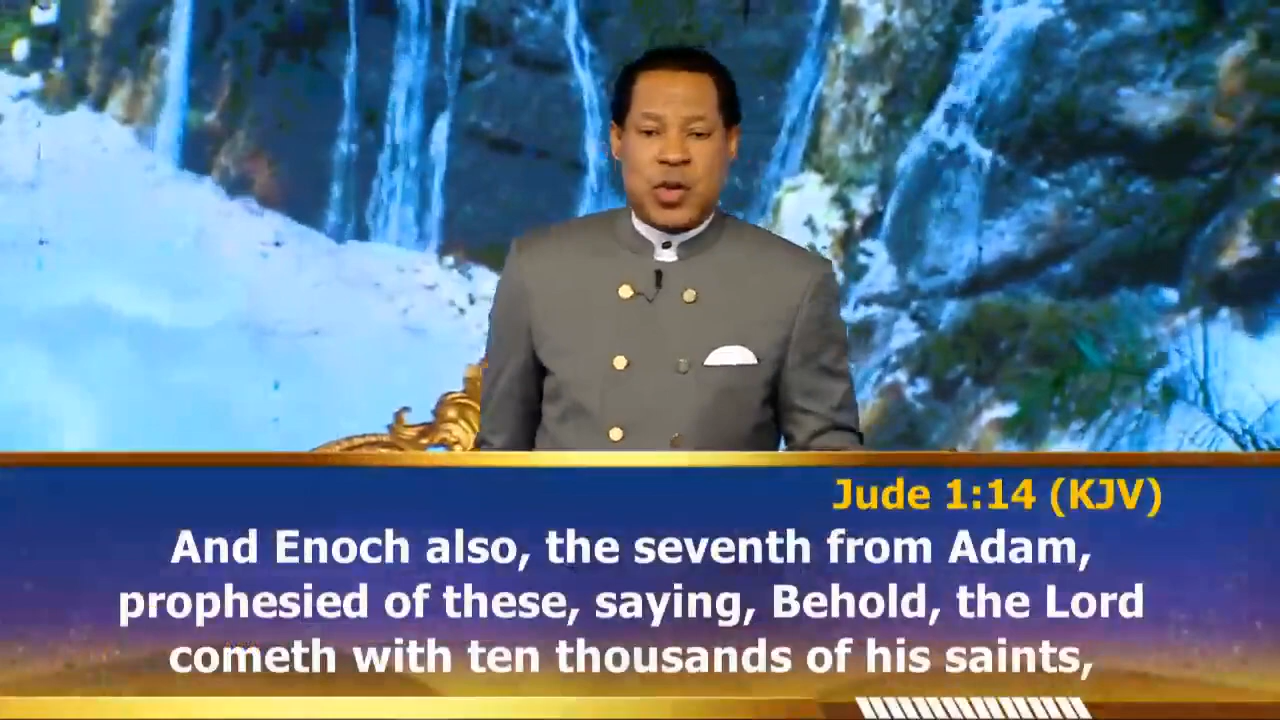 Jude 1:14 (KJV)
And Enoch also, the seventh from Adam,
prophesied of these, saying, Behold, the Lord
cometh with ten thousands of his saints,